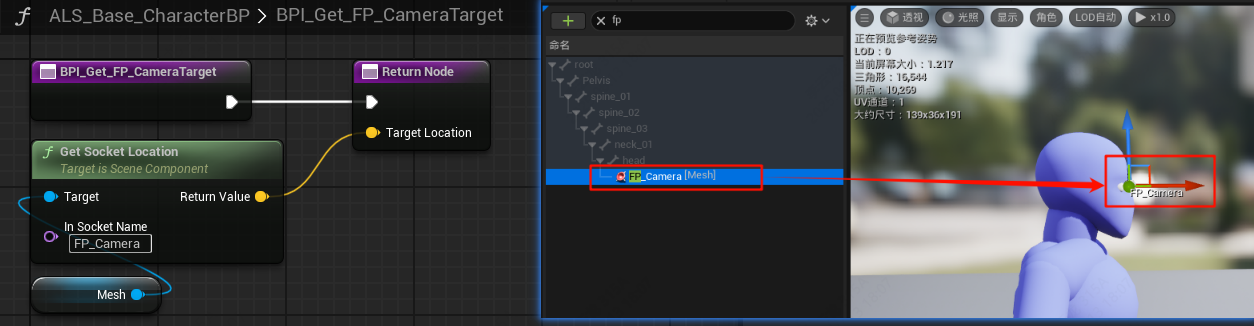 ALS_Base_CharacterBP > BPI_Get_FP_CameraTarget
BPI_Get_FP_CameraTarget
Return Node
Target Location
Get Socket Location
Target is Scene Component
Target
Return Value
In Socket Name
FP_Camera
Mesh
fp
命名
root
Pelvis
spine_01
spine_02
spine_03
neck_01
head
FP_Camera [Mesh]
透视
光照
显示
角色
LOD自动
x1.0
正在预览参考姿势
LOD：0
当前屏幕大小：1.217
三角形：16,544
顶点：10,269
UV通道：1
大约尺寸：139x36x191
FP_Camera